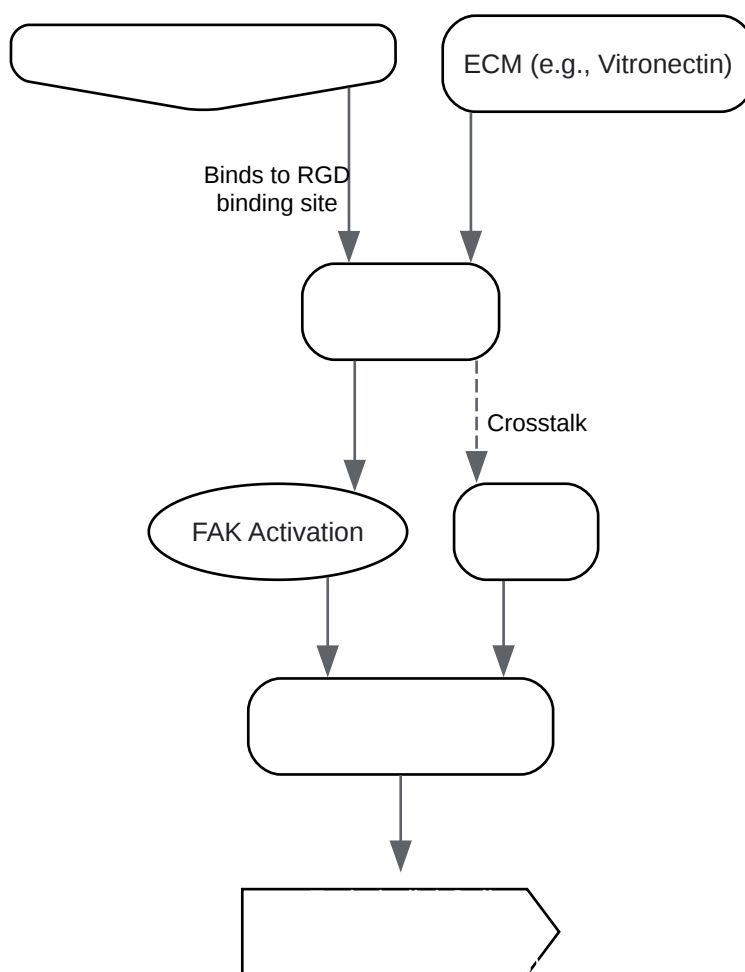 ECM (e.g., Vitronectin)
Binds to RGD
binding site
Crosstalk
FAK Activation